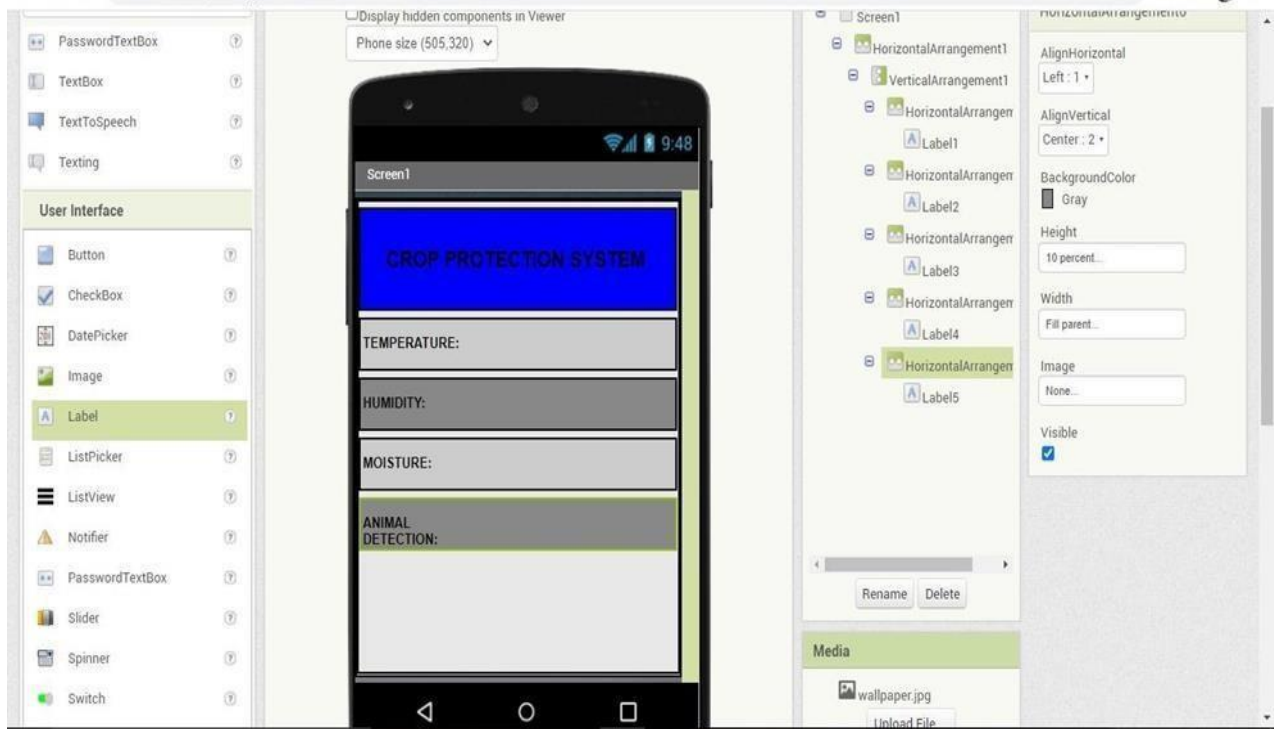 PasswordTextBox
TextBox
TextToSpeech
Texting
User Interface
Button
CheckBox
DatePicker
Image
Label
ListPicker
ListView
Notifier
PasswordTextBox
Slider
Spinner
Switch
Display hidden components in Viewer
Phone size (505,320)
9:48
Screen1
CROP PROTECTION SYSTEM
TEMPERATURE:
HUMIDITY:
MOISTURE:
ANIMAL
DETECTION:
Screen1
HorizontalArrangement1
VerticalArrangement1
HorizontalArrangem
Label1
HorizontalArrangem
Label2
HorizontalArrangem
Label3
HorizontalArrangem
Label4
HorizontalArrangem
Label5
Rename Delete
Media
wallpaper.jpg
Upload File ...
HorizontalArrangement6
AlignHorizontal
Left : 1
AlignVertical
Center : 2
BackgroundColor
Gray
Height
10 percent...
Width
Fill parent...
Image
None...
Visible